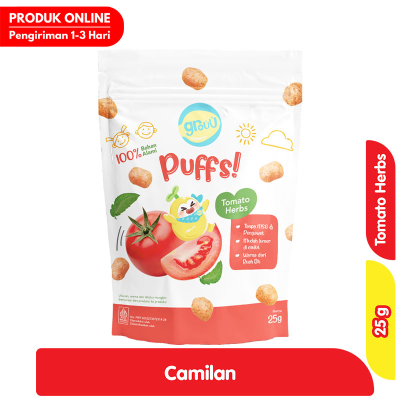 PRODUK ONLINE
Pengiriman 1-3 Hari
grouu
100% Bahan Alami
Puffs!
Tomato
Herbs
• Tanpa MSG &
Pengawet
• Mudah lumer
di mulut
• Warna dari
Buah Bit
25g
Tomato Herbs
25 g
Camilan